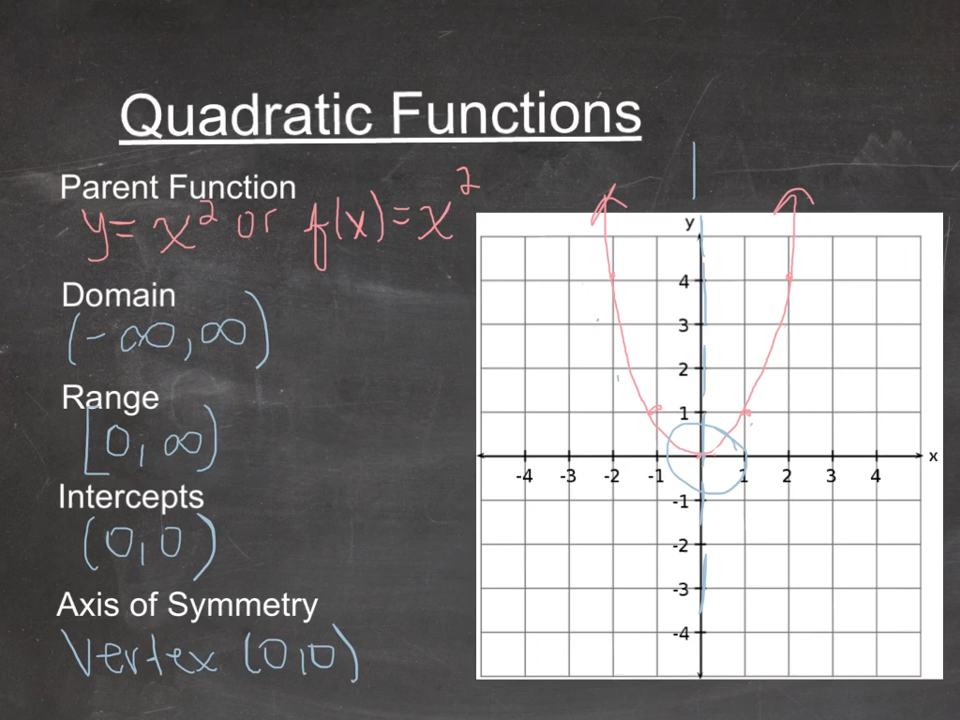 Quadratic Functions
Parent Function
y = x² or f(x) = x²
Domain
(-∞, ∞)
Range
[0, ∞)
Intercepts
(0, 0)
Axis of Symmetry
Vertex (0,0)
y
4
3
2
1
-4 -3 -2 -1 1 2 3 4 x
-1
-2
-3
-4